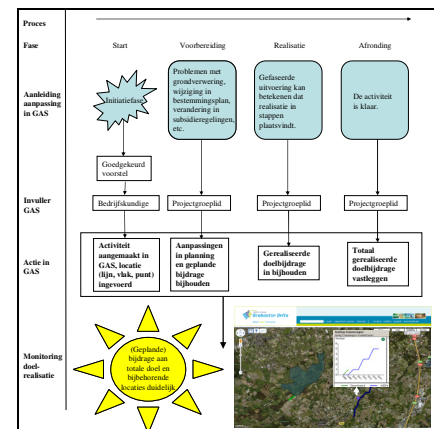 Proces
Fase
Start
Voorbereiding
Realisatie
Afronding
Aanleiding
aanpassing
in GAS
Initiatiefase
Problemen met
grondverwering,
wijziging in
bestemmingsplan,
verandering in
subsidieregelingen,
etc.
Gefaseerde
uitvoering kan
betekenen dat
realisatie in
stappen
plaatsvindt.
De activiteit
is klaar.
Goedgekeurd
voorstel
Invuller
GAS
Bedrijfskundige
Projectgroeplid
Projectgroeplid
Projectgroeplid
Actie in
GAS
Activiteit
aangemaakt in
GAS, locatie
(lijn, vlak, punt)
ingevoerd
Aanpassingen
in planning
en geplande
bijdrage
bijhouden
Gerealiseerde
doelbijdrage
in bijhouden
Totaal
gerealiseerde
doelbijdrage
vastleggen
Monitoring
doel-
realisatie
(Geplande)
bijdrage aan
totale doel en
bijbehorende
locaties duidelijk
Brabantse Delta